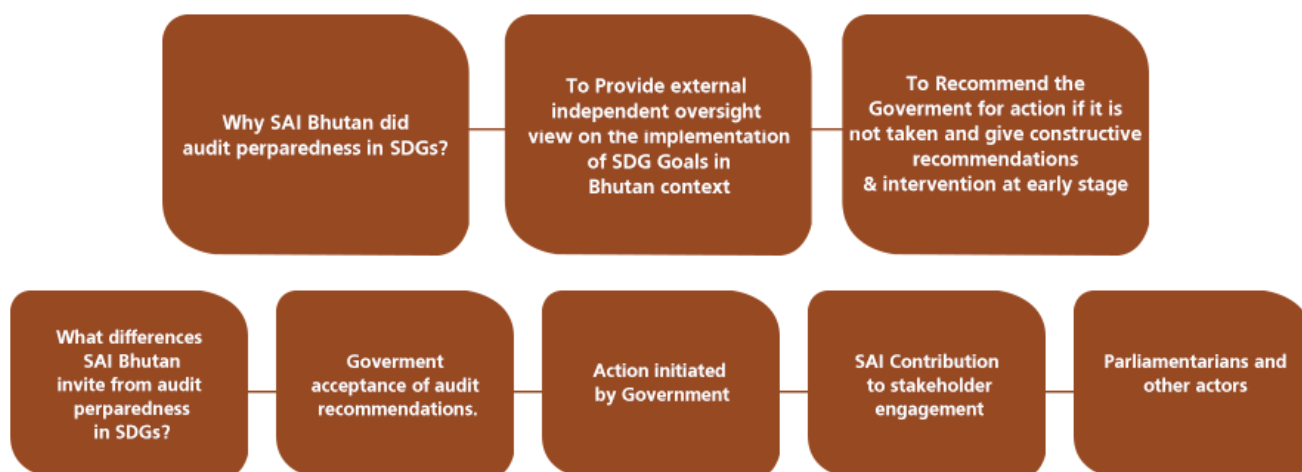 Why SAI Bhutan did
audit perparedness in SDGs?
To Provide external
independent oversight
view on the implementation
of SDG Goals in
Bhutan context
To Recommend the
Goverment for action if it is
not taken and give constructive
recommendations
& intervention at early stage
What differences
SAI Bhutan
invite from audit
perparedness
in SDGs?
Goverment
acceptance of audit
recommendations.
Action initiated
by Government
SAI Contribution
to stakeholder
engagement
Parliamentarians and
other actors